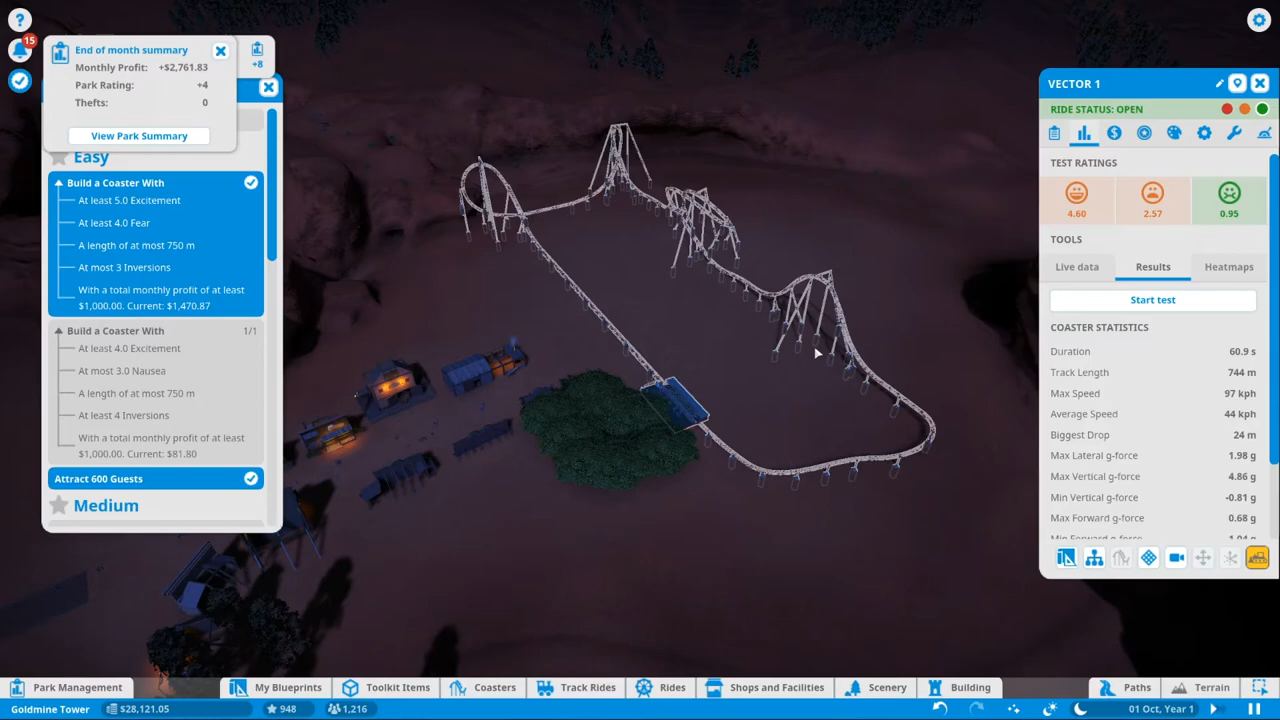 ?
15
End of month summary
Monthly Profit: +$2,761.83
Park Rating: +4
Thefts: 0
View Park Summary
+8
Easy
Build a Coaster With
At least 5.0 Excitement
At least 4.0 Fear
A length of at most 750 m
At most 3 Inversions
With a total monthly profit of at least
$1,000.00. Current: $1,470.87
Build a Coaster With 1/1
At least 4.0 Excitement
At most 3.0 Nausea
A length of at most 750 m
At least 4 Inversions
With a total monthly profit of at least
$1,000.00. Current: $81.80
Attract 600 Guests
Medium
VECTOR 1
RIDE STATUS: OPEN
TEST RATINGS
4.60 2.57 0.95
TOOLS
Live data Results Heatmaps
Start test
COASTER STATISTICS
Duration 60.9 s
Track Length 744 m
Max Speed 97 kph
Average Speed 44 kph
Biggest Drop 24 m
Max Lateral g-force 1.98 g
Max Vertical g-force 4.86 g
Min Vertical g-force -0.81 g
Max Forward g-force 0.68 g
Min Forward g-force 1.04 g
Park Management My Blueprints Toolkit Items Coasters Track Rides Rides Shops and Facilities Scenery Building Paths Terrain
Goldmine Tower $28,121.05 948 1,216 01 Oct, Year 1